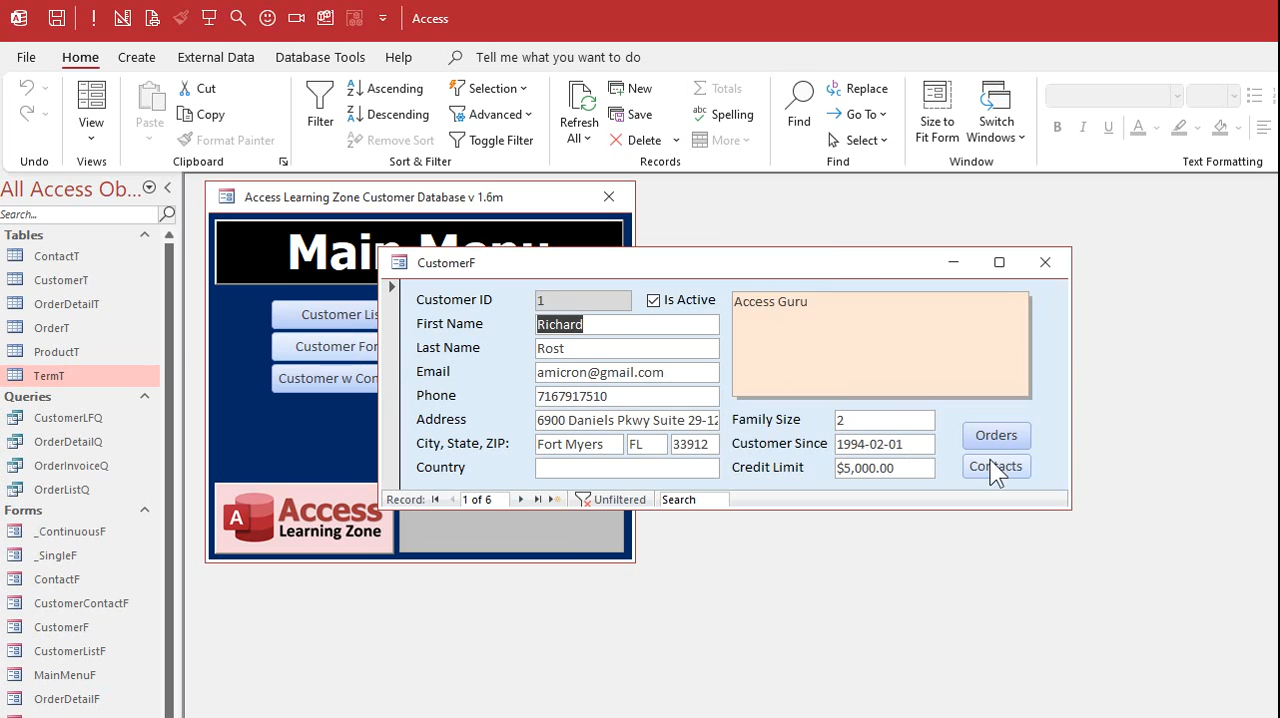 Access
File Home Create External Data Database Tools Help Tell me what you want to do
View
Paste
Cut
Copy
Format Painter
Filter
Ascending
Descending
Remove Sort
Selection
Advanced
Toggle Filter
Refresh
All
New
Save
Delete
Totals
Spelling
More
Find
Replace
Go To
Select
Size to
Fit Form
Switch
Windows
B I U A
Undo Views Clipboard Sort & Filter Records Find Window Text Formatting
All Access Ob...
Search...
Tables
ContactT
CustomerT
OrderDetailT
OrderT
ProductT
TermT
Queries
CustomerLFQ
OrderDetailQ
OrderInvoiceQ
OrderListQ
Forms
_ContinuousF
_SingleF
ContactF
CustomerContactF
CustomerF
CustomerListF
MainMenuF
OrderDetailF
Access Learning Zone Customer Database v 1.6m
Main Menu
Customer Lis
Customer For
Customer w Con
A Access
Learning Zone
CustomerF
Customer ID 1 Is Active
First Name Richard
Last Name Rost
Email amicron@gmail.com
Phone 7167917510
Address 6900 Daniels Pkwy Suite 29-12
City, State, ZIP: Fort Myers FL 33912
Country
Access Guru
Family Size 2
Customer Since 1994-02-01
Credit Limit $5,000.00
Orders
Contacts
Record: 1 of 6 Unfiltered Search